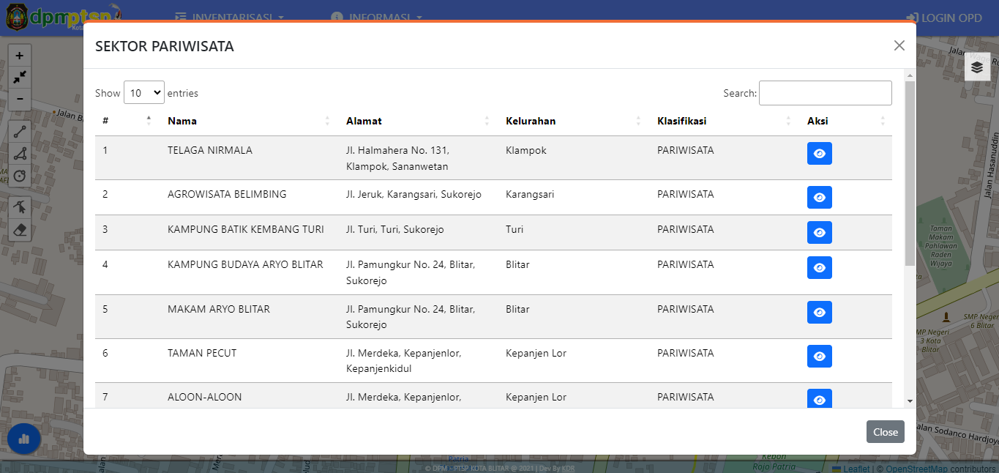 dpmptsp
Kota
INVENTARISASI
INFORMASI
LOGIN OPD
SEKTOR PARIWISATA
Show 10 entries
Search:
# Nama Alamat Kelurahan Klasifikasi Aksi
1 TELAGA NIRMALA Jl. Halmahera No. 131, Klampok PARIWISATA
Klampok, Sananwetan
2 AGROWISATA BELIMBING Jl. Jeruk, Karangsari, Sukorejo Karangsari PARIWISATA
3 KAMPUNG BATIK KEMBANG TURI Jl. Turi, Turi, Sukorejo Turi PARIWISATA
4 KAMPUNG BUDAYA ARYO BLITAR Jl. Pamungkur No. 24, Blitar, Blitar PARIWISATA
Sukorejo
5 MAKAM ARYO BLITAR Jl. Pamungkur No. 24, Blitar, Blitar PARIWISATA
Sukorejo
6 TAMAN PECUT Jl. Merdeka, Kepanjenlor, Kepanjen Lor PARIWISATA
Kepanjenkidul
7 ALOON-ALOON Jl. Merdeka, Kepanjenlor, Kepanjen Lor PARIWISATA
Close
+
−
Jalan B
Jalan Hasanuddin
Taman
Makam
Pahlawan
Raden
Wijaya
SMP Neger
6 Blitar
MP Negeri
3 Kota
Blitar
alan Sodanco Hardjoye
Patria
Kebon
Rojo Patria
© DPM - PTSP KOTA BLITAR @ 2021 | Dev By KDR
Leaflet | © OpenStreetMap contributors